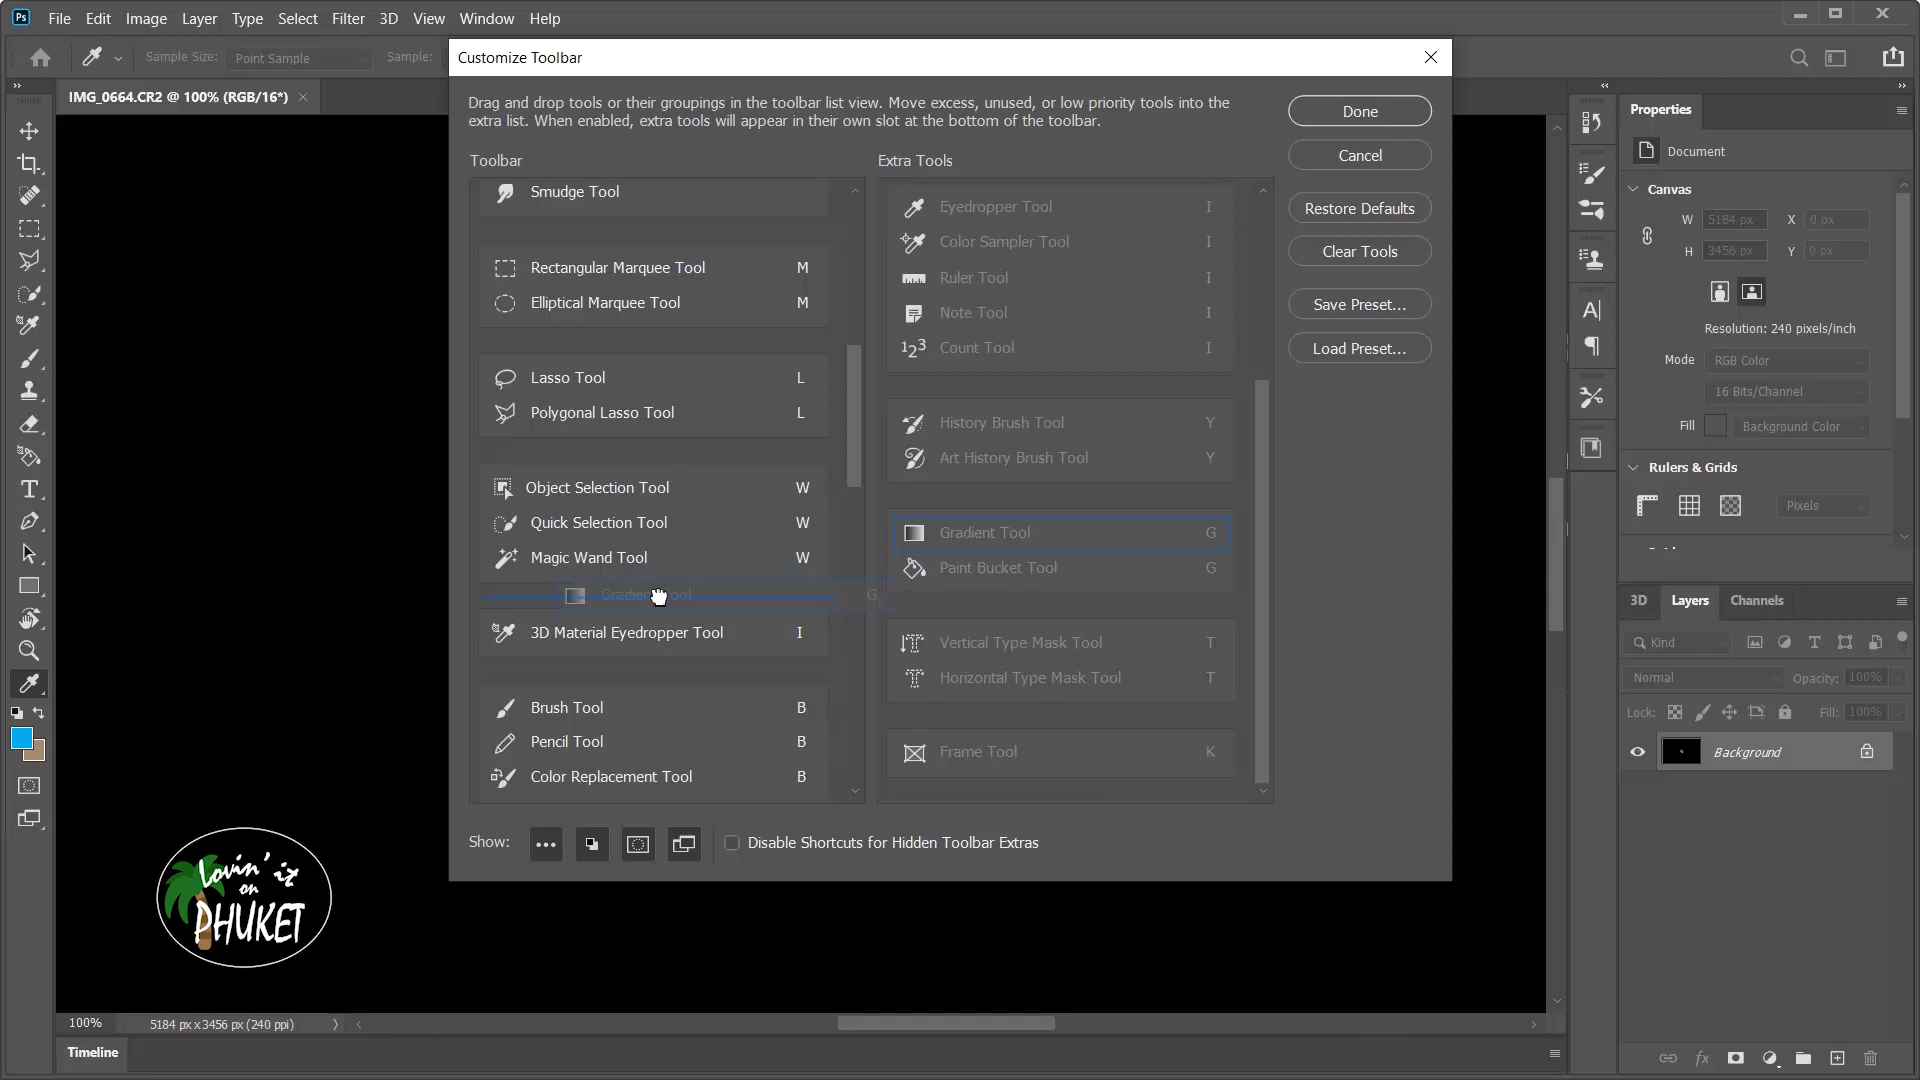 Ps File Edit Image Layer Type Select Filter 3D View Window Help
Sample Size: Point Sample Sample:
IMG_0664.CR2 @ 100% (RGB/16*)
Customize Toolbar
Drag and drop tools or their groupings in the toolbar list view. Move excess, unused, or low priority tools into the
extra list. When enabled, extra tools will appear in their own slot at the bottom of the toolbar.
Toolbar
Smudge Tool
Rectangular Marquee Tool M
Elliptical Marquee Tool M
Lasso Tool L
Polygonal Lasso Tool L
Object Selection Tool W
Quick Selection Tool W
Magic Wand Tool W
Gradient Tool G
3D Material Eyedropper Tool I
Brush Tool B
Pencil Tool B
Color Replacement Tool B
Extra Tools
Eyedropper Tool I
Color Sampler Tool I
Ruler Tool I
Note Tool I
Count Tool I
History Brush Tool Y
Art History Brush Tool Y
Gradient Tool G
Paint Bucket Tool G
Vertical Type Mask Tool T
Horizontal Type Mask Tool T
Frame Tool K
Done
Cancel
Restore Defaults
Clear Tools
Save Preset...
Load Preset...
Show:
Disable Shortcuts for Hidden Toolbar Extras
Properties
Document
Canvas
W 5184 px X 0 px
H 3456 px Y 0 px
Resolution: 240 pixels/inch
Mode RGB Color
16 Bits/Channel
Fill Background Color
Rulers & Grids
Pixels
3D Layers Channels
Kind
Normal Opacity: 100%
Lock: Fill: 100%
Background
Lovin' it
on
PHUKET
100% 5184 px x 3456 px (240 ppi)
Timeline